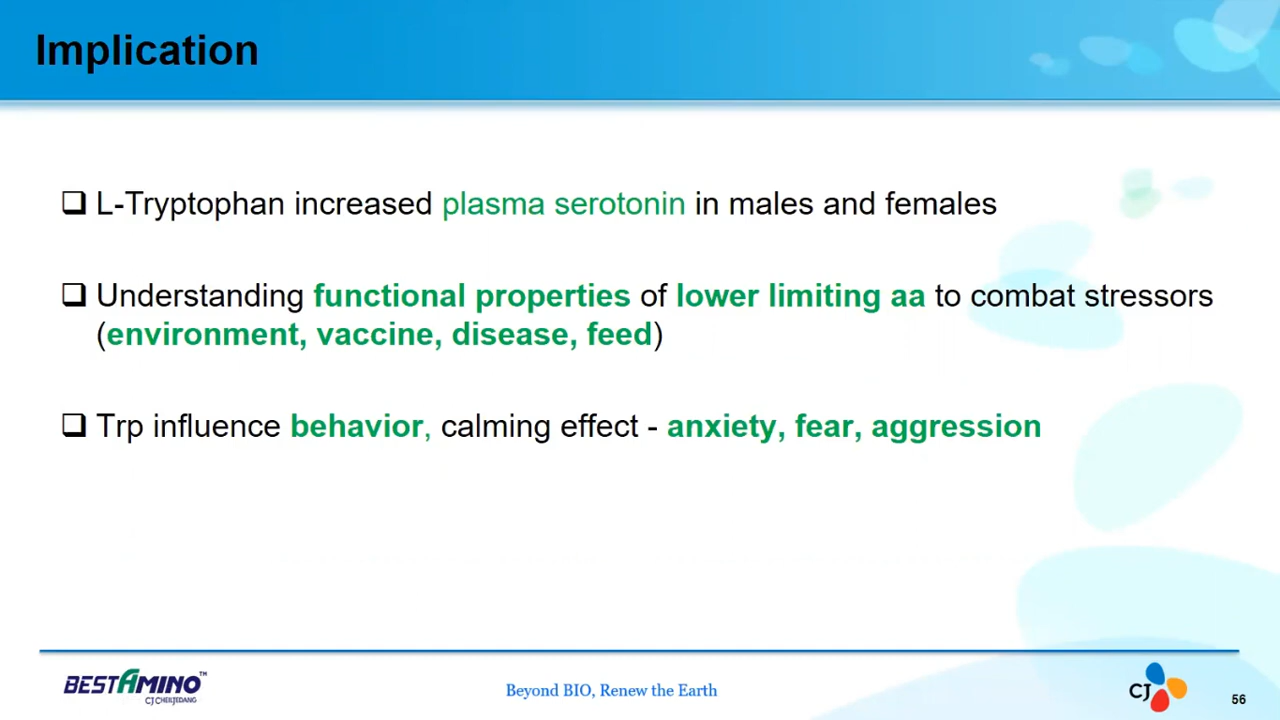 Implication
❑ L-Tryptophan increased plasma serotonin in males and females
❑ Understanding functional properties of lower limiting aa to combat stressors
(environment, vaccine, disease, feed)
❑ Trp influence behavior, calming effect - anxiety, fear, aggression
BESTAMINO™
CJ CHEILJEDANG
Beyond BIO, Renew the Earth
CJ
56